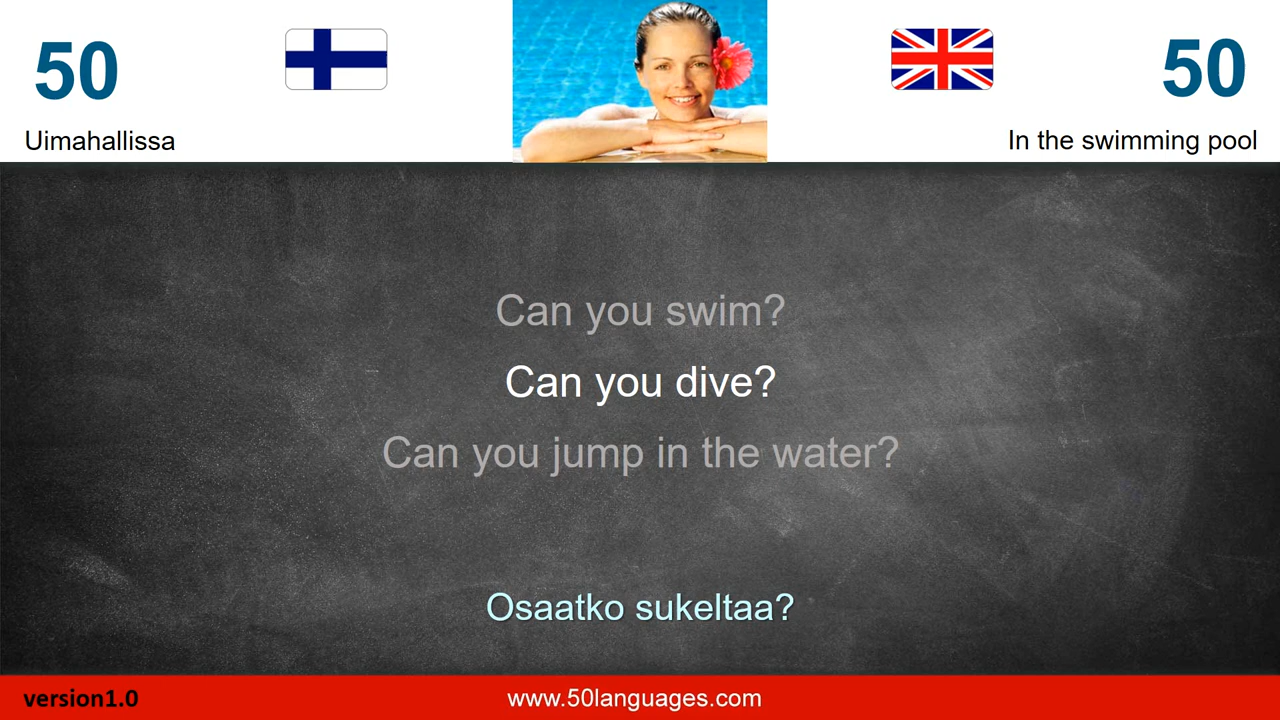 50
50
Uimahallissa
In the swimming pool
Can you swim?
Can you dive?
Can you jump in the water?
Osaatko sukeltaa?
version1.0
www.50languages.com